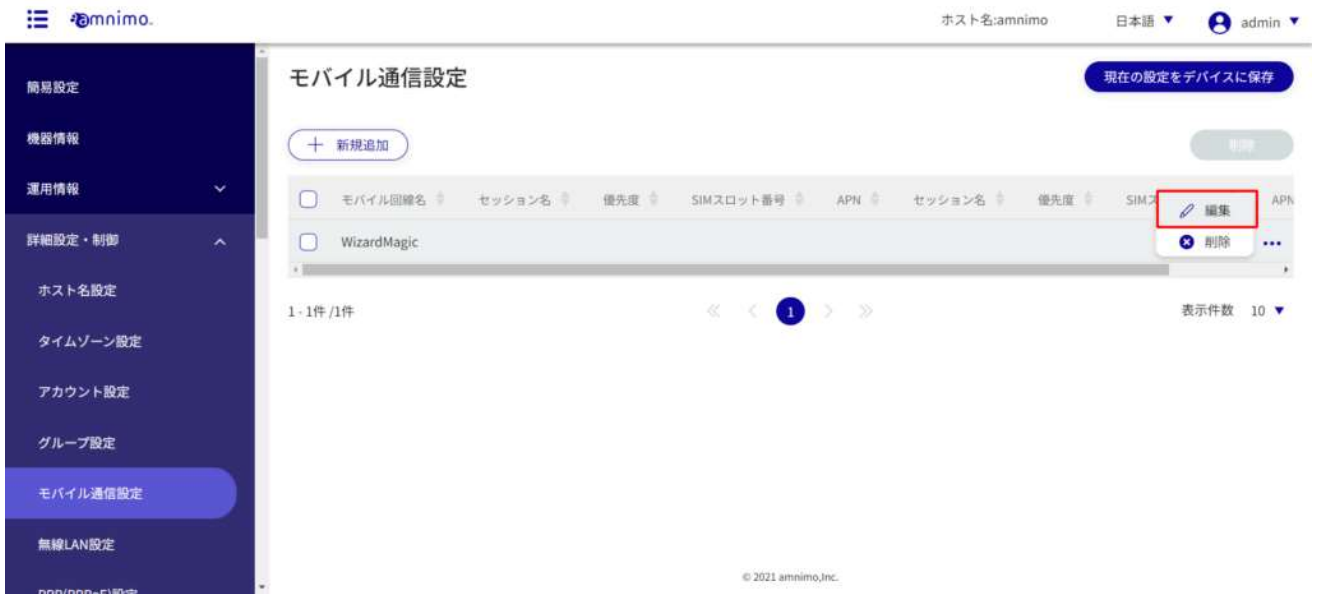 amnimo.
ホスト名:amnimo
日本語
admin
簡易設定
機器情報
運用情報
詳細設定・制御
ホスト名設定
タイムゾーン設定
アカウント設定
グループ設定
モバイル通信設定
無線LAN設定
モバイル通信設定
現在の設定をデバイスに保存
新規追加
削除
モバイル回線名 セッション名 優先度 SIMスロット番号 APN セッション名 優先度 SIMス APN
WizardMagic
編集
削除
1 - 1件 /1件
1
表示件数 10
© 2021 amnimo,Inc.